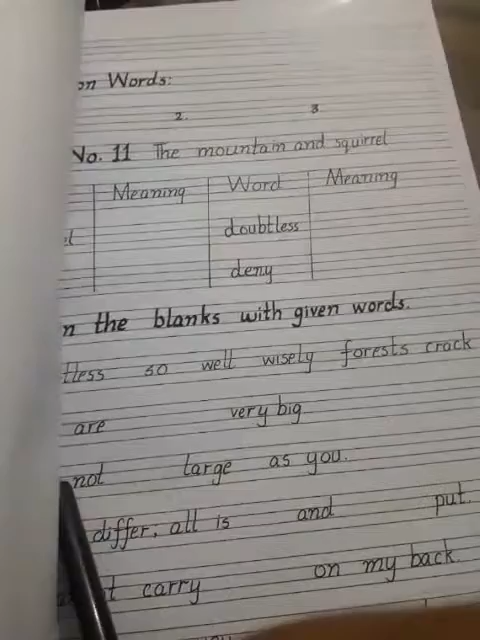 on Words:
2. 3.
No. 11 The mountain and squirrel
Meaning Word Meaning
el doubtless
deny
n the blanks with given words.
tless so well wisely forests crack
are very big
not large as you.
differ; all is and put.
t carry on my back.